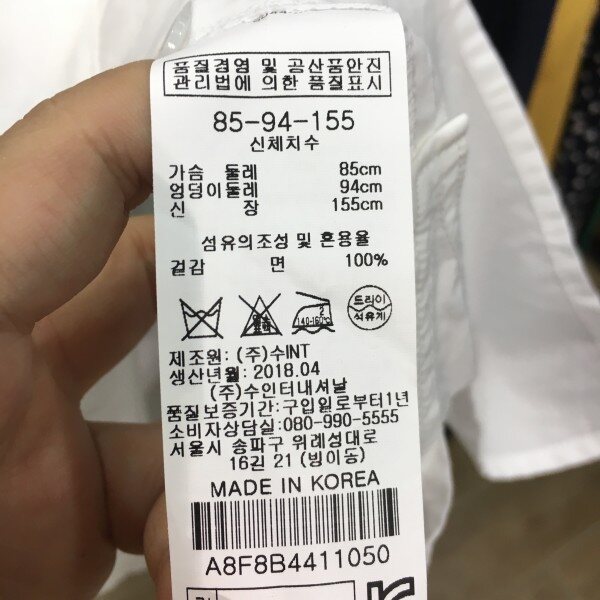 품질경영 및 공산품안전
관리법에 의한 품질표시
85-94-155
신체치수
가슴 둘레 85cm
엉덩이둘레 94cm
신 장 155cm
섬유의조성 및 혼용율
겉감 면 100%
2
140-160℃
드라이
석유계
제조원: (주)수INT
생산년월: 2018.04
(주)수인터내셔날
품질보증기간:구입일로부터1년
소비자상담실:080-990-5555
서울시 송파구 위례성대로
16길 21 (방이동)
MADE IN KOREA
A8F8B4411050